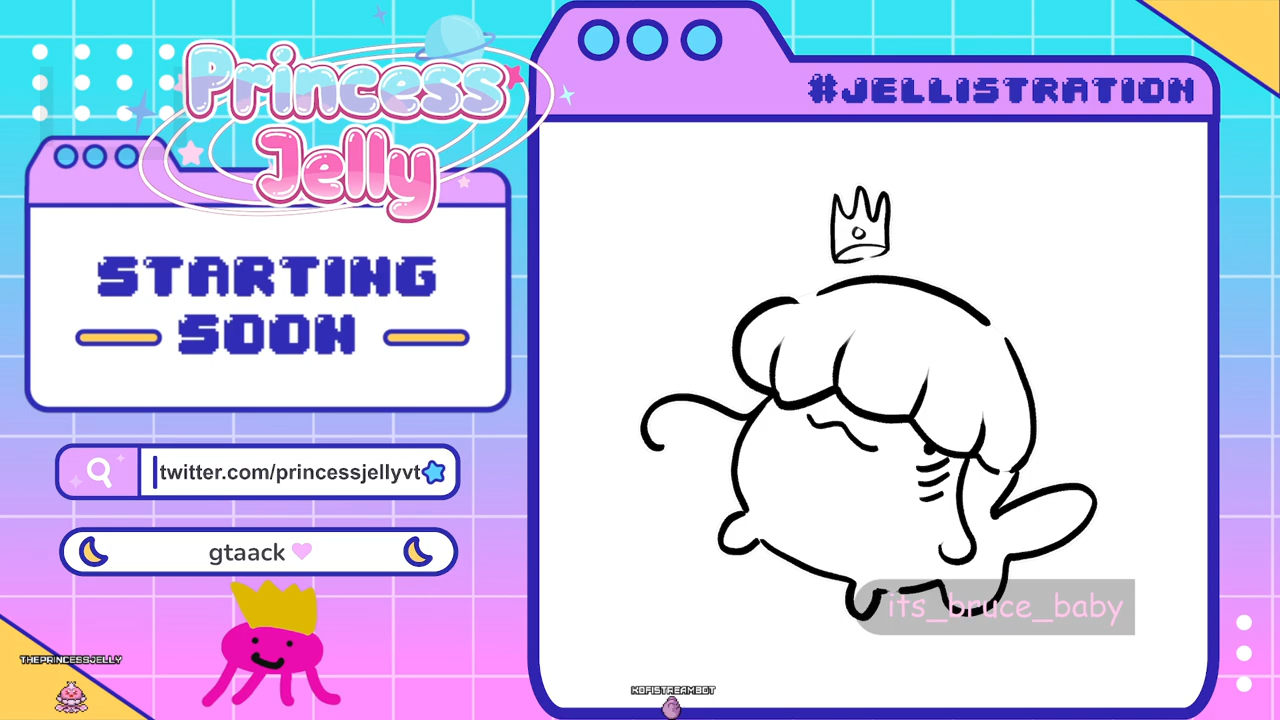 Princess
Jelly
#JELLISTRATION
STARTING
SOON
twitter.com/princessjellyvt
gtaack
its_bruce_baby
THEPRINCESSJELLY
KOFISTREAMBOT